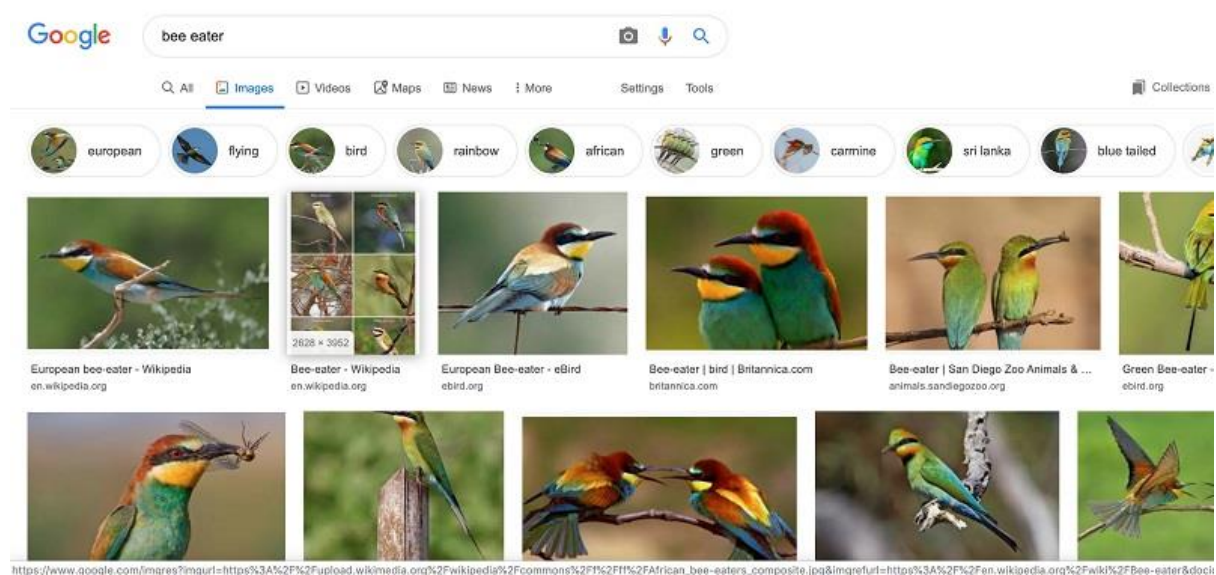 Google
bee eater
All Images Videos Maps News More Settings Tools Collections
european flying bird rainbow african green carmine sri lanka blue tailed
2628 × 3952
European bee-eater - Wikipedia
en.wikipedia.org
Bee-eater - Wikipedia
en.wikipedia.org
European Bee-eater - eBird
ebird.org
Bee-eater | bird | Britannica.com
britannica.com
Bee-eater | San Diego Zoo Animals & ...
animals.sandiegozoo.org
Green Bee-eater -
ebird.org
https://www.google.com/imgres?imgurl=https%3A%2F%2Fupload.wikimedia.org%2Fwikipedia%2Fcommons%2Ff%2Ff1%2FAfrican_bee-eaters_composite.jpg&imgrefurl=https%3A%2F%2Fen.wikipedia.org%2Fwiki%2FBee-eater&doci